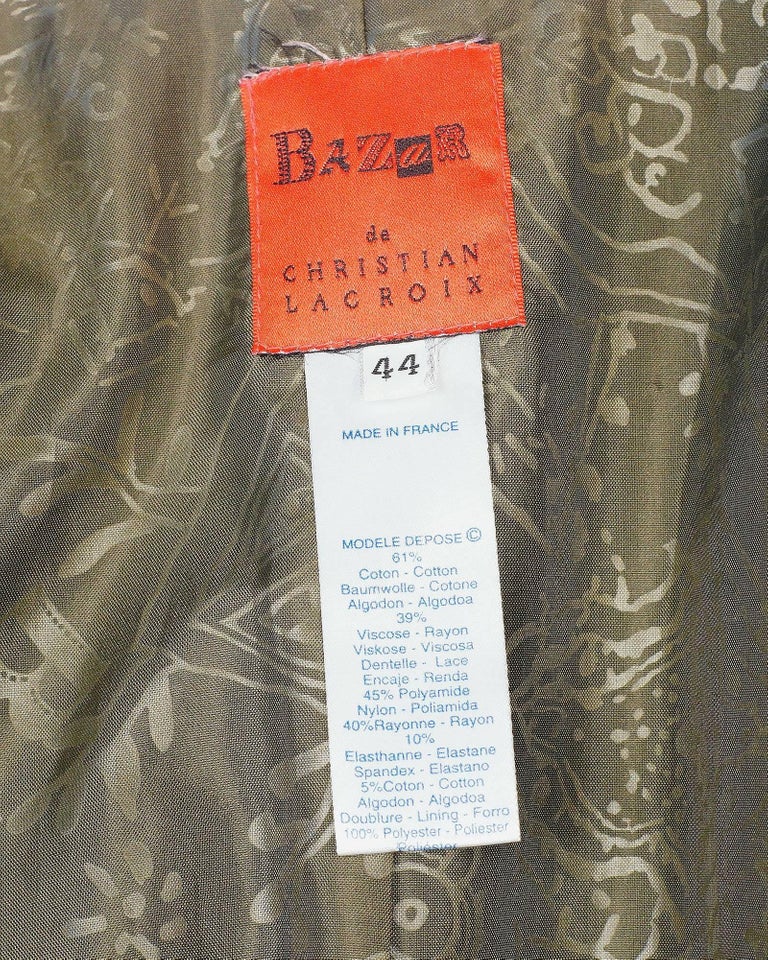 BAZaR
de
CHRISTIAN
LACROIX
44
MADE IN FRANCE
MODELE DEPOSE ©
61%
Coton - Cotton
Baumwolle - Cotone
Algodon - Algodoa
39%
Viscose - Rayon
Viskose - Viscosa
Dentelle - Lace
Encaje - Renda
45% Polyamide
Nylon - Poliamida
40%Rayonne - Rayon
10%
Elasthanne - Elastane
Spandex - Elastano
5%Coton - Cotton
Algodon - Algodoa
Doublure - Lining - Forro
100% Polyester - Poliester
Poliéster